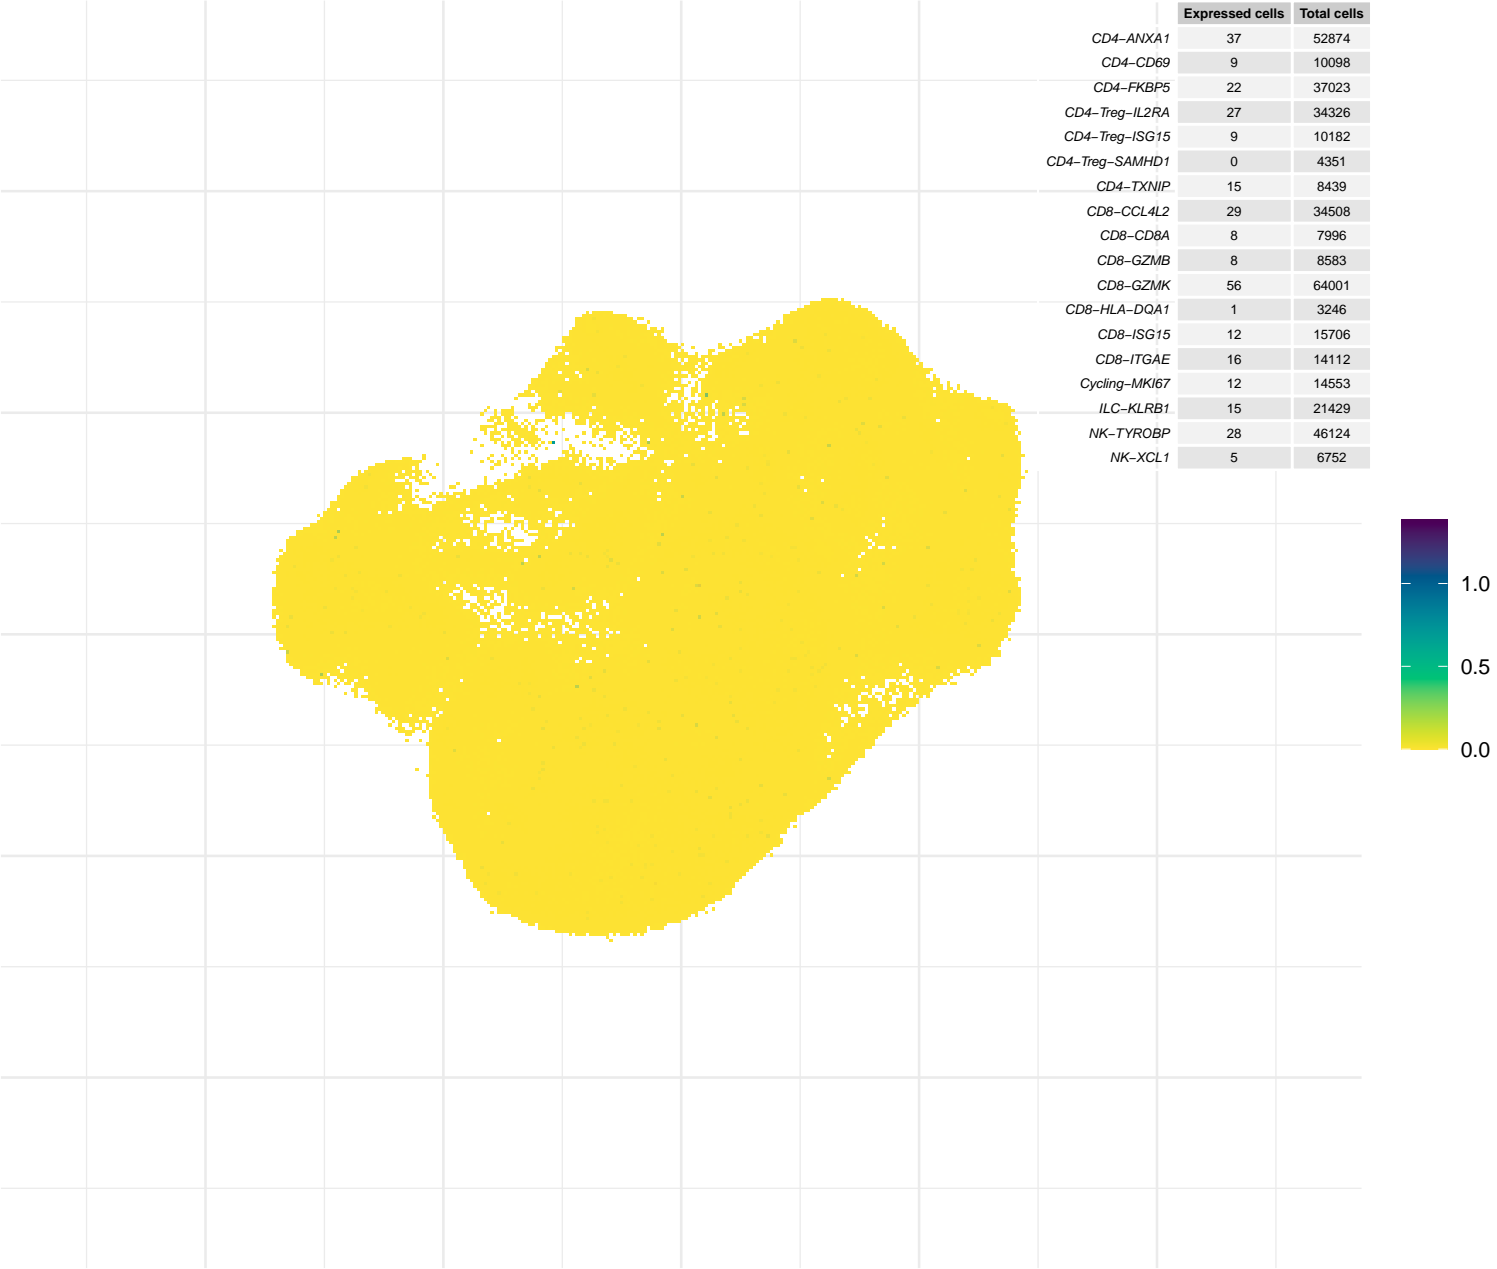 Expressed cells Total cells
CD4−ANXA1 37 52874
CD4−CD69 9 10098
CD4−FKBP5 22 37023
CD4−Treg−IL2RA 27 34326
CD4−Treg−ISG15 9 10182
CD4−Treg−SAMHD1 0 4351
CD4−TXNIP 15 8439
CD8−CCL4L2 29 34508
CD8−CD8A 8 7996
CD8−GZMB 8 8583
CD8−GZMK 56 64001
CD8−HLA−DQA1 1 3246
CD8−ISG15 12 15706
CD8−ITGAE 16 14112
Cycling−MKI67 12 14553
ILC−KLRB1 15 21429
NK−TYROBP 28 46124
NK−XCL1 5 6752
1.0
0.5
0.0